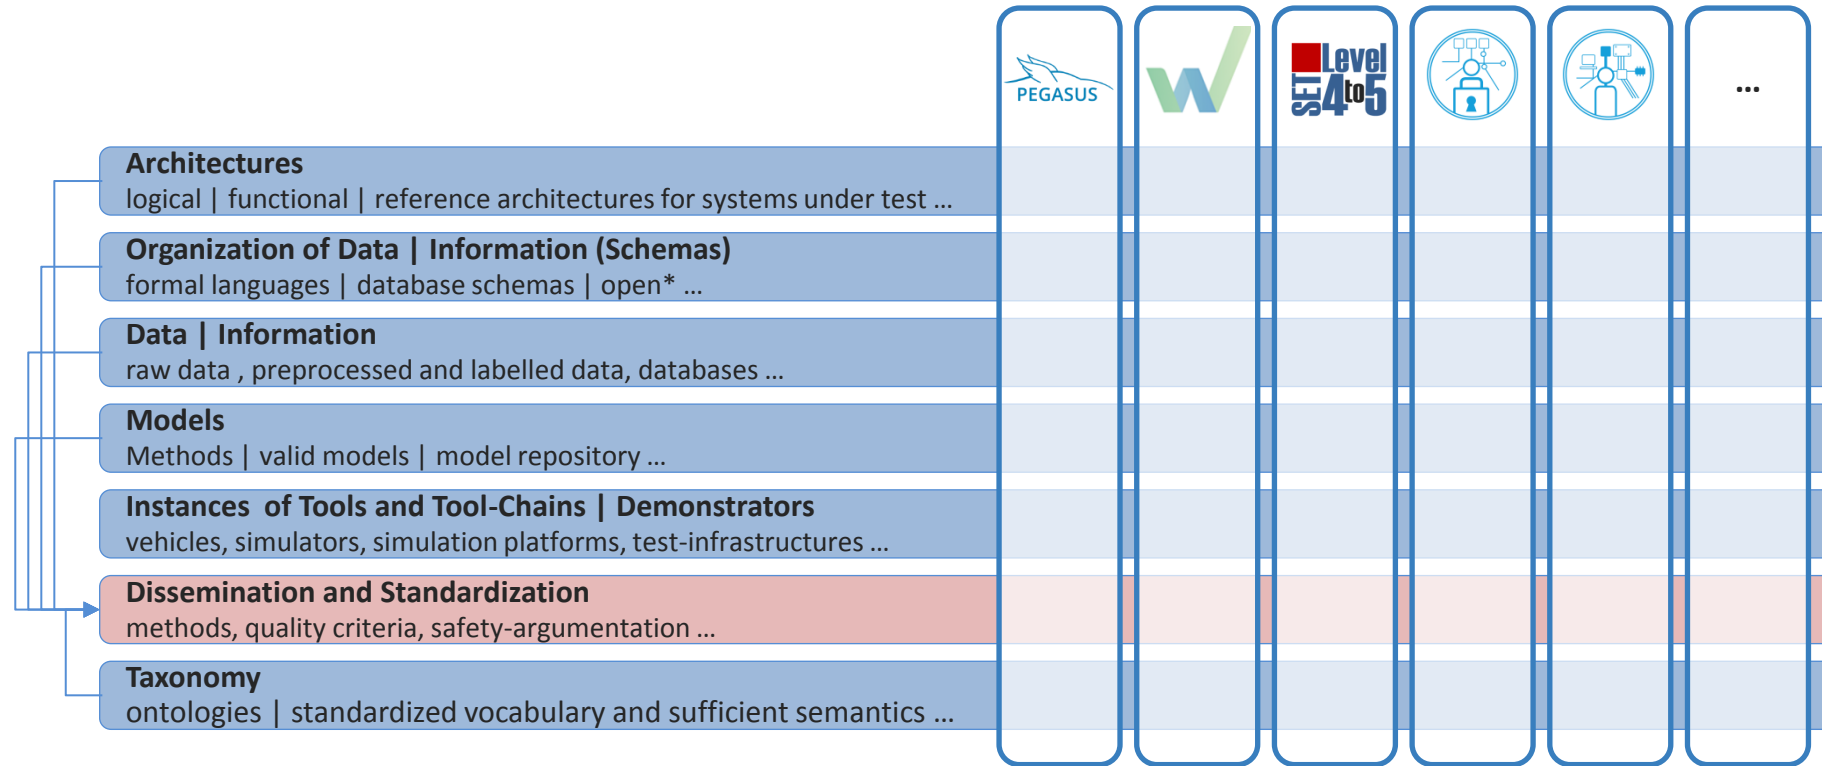 PEGASUS
SET Level
4to5
...
Architectures
logical | functional | reference architectures for systems under test ...
Organization of Data | Information (Schemas)
formal languages | database schemas | open* ...
Data | Information
raw data , preprocessed and labelled data, databases ...
Models
Methods | valid models | model repository ...
Instances  of Tools and Tool-Chains | Demonstrators
vehicles, simulators, simulation platforms, test-infrastructures ...
Dissemination and Standardization
methods, quality criteria, safety-argumentation ...
Taxonomy
ontologies | standardized vocabulary and sufficient semantics ...